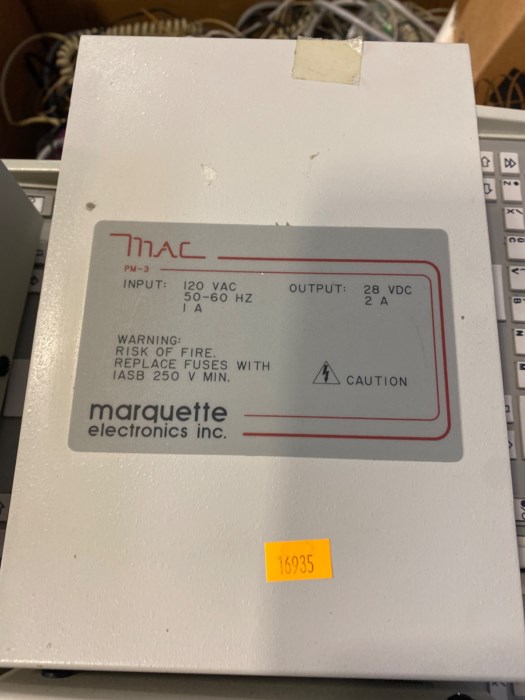 MAC
PM-3
INPUT: 120 VAC
50-60 HZ
1 A
OUTPUT: 28 VDC
2 A
WARNING:
RISK OF FIRE.
REPLACE FUSES WITH
1ASB 250 V MIN.
CAUTION
marquette
electronics inc.
16935
Z
X
C
V
B
N
M